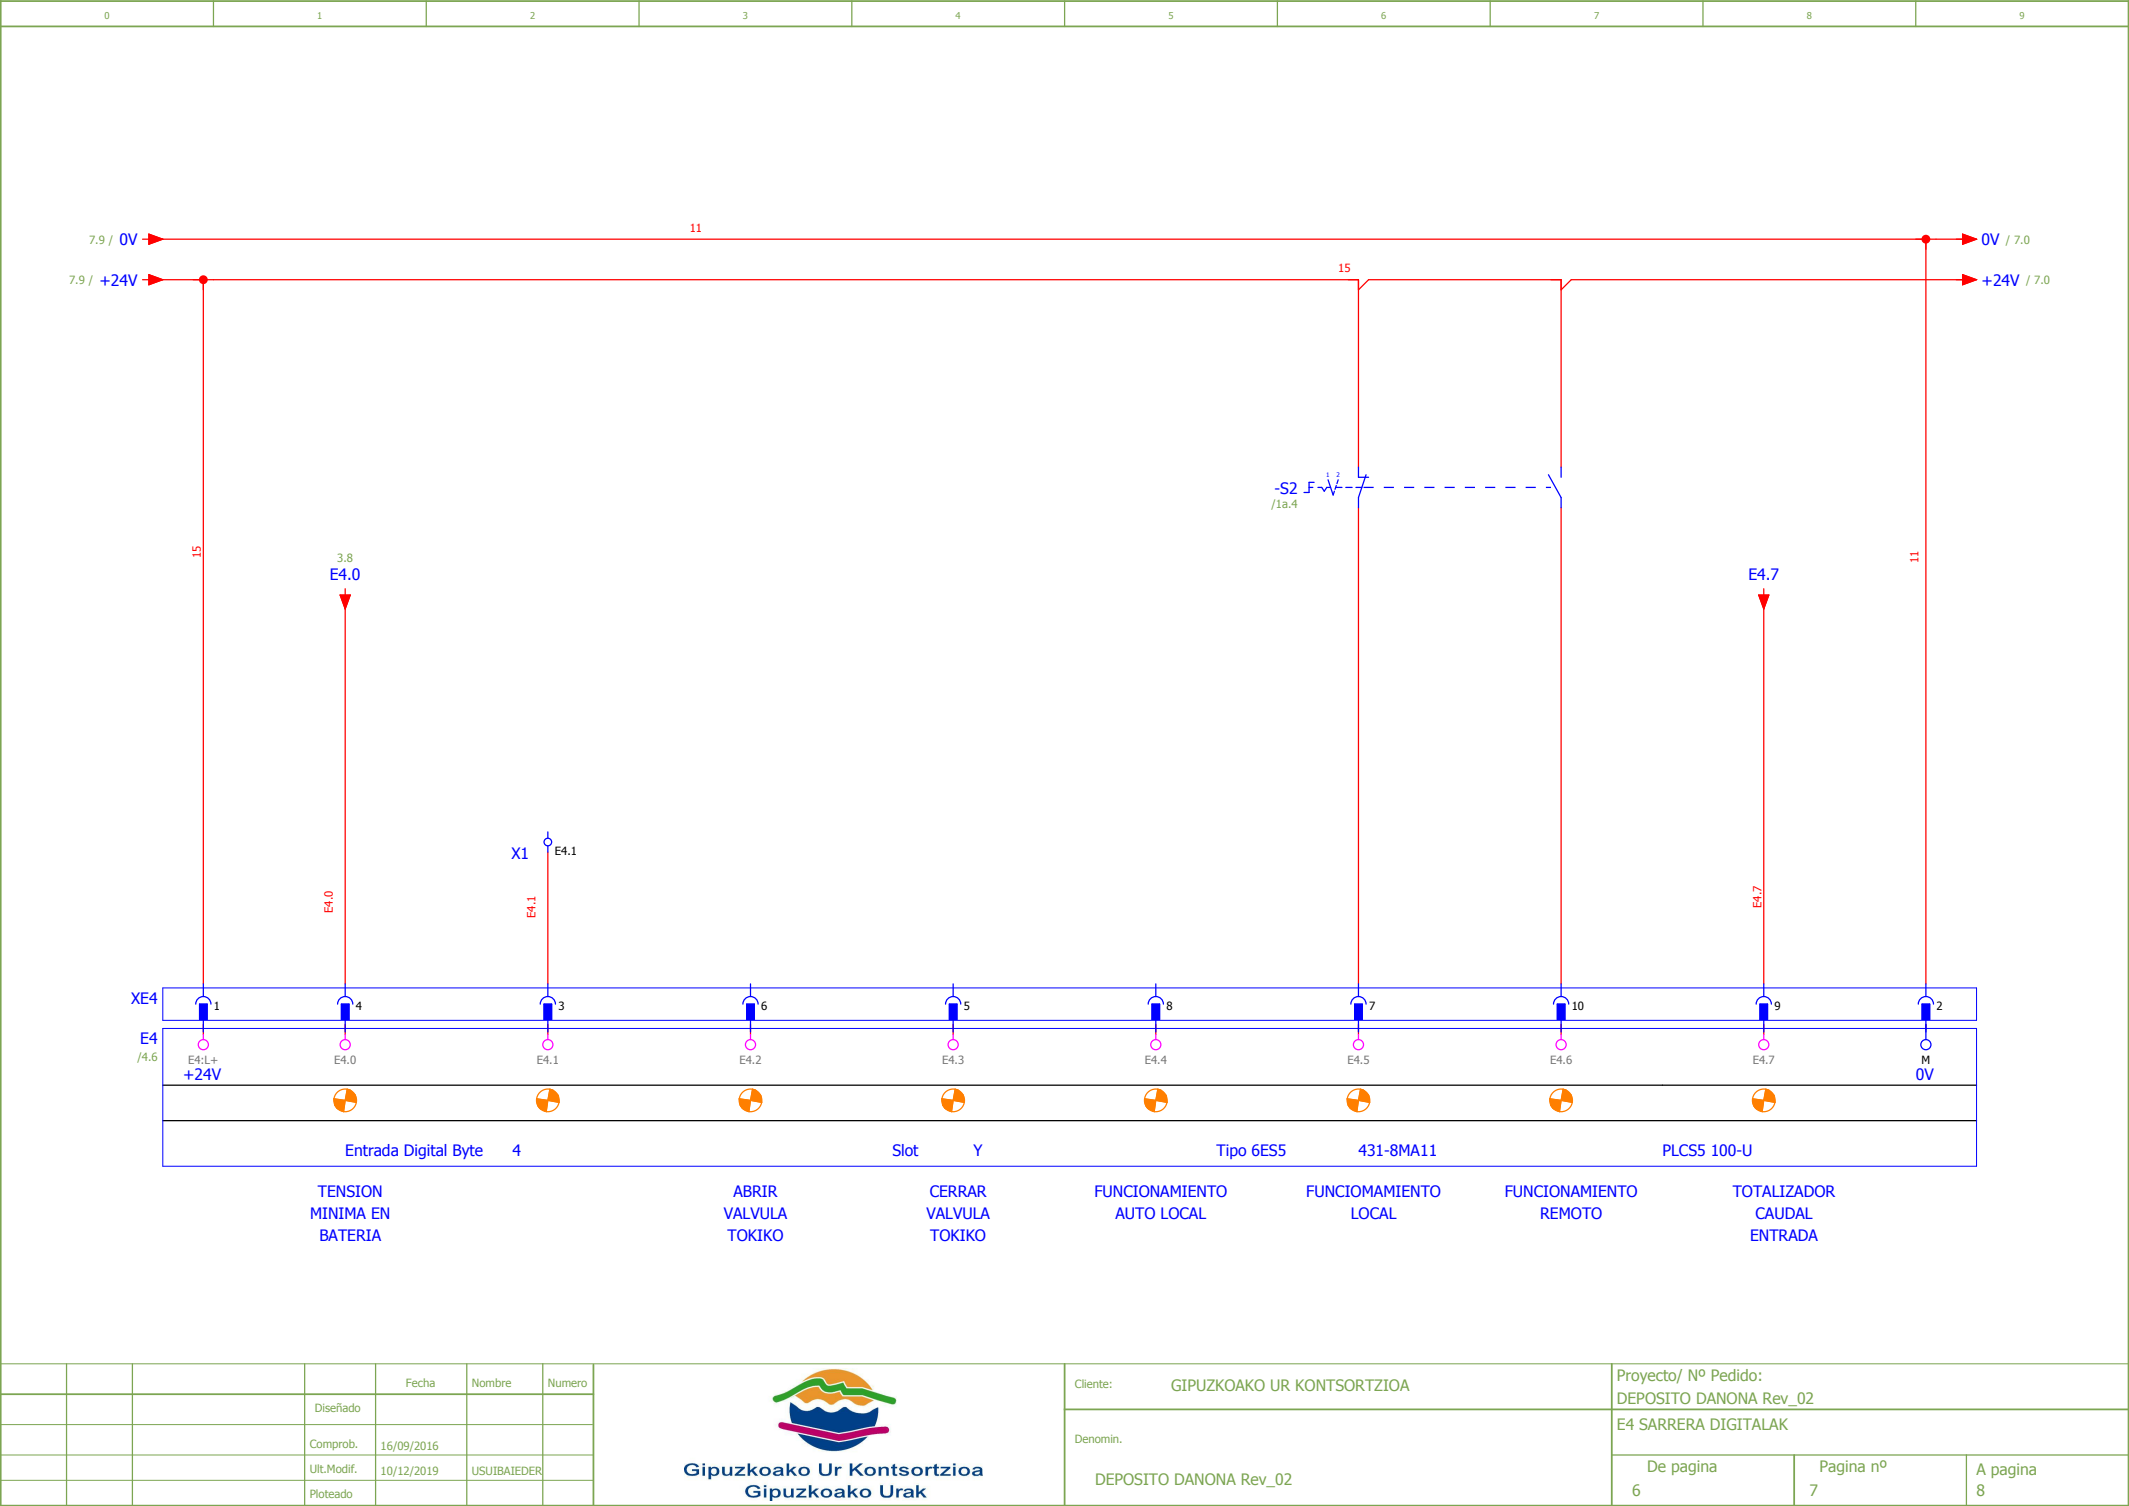 0 1 2 3 4 5 6 7 8 9
11
7.9 / 0V 0V / 7.0
15
7.9 / +24V +24V / 7.0
1 2
-S2
/1a.4
15
11
3.8
E4.0
E4.7
X1 E4.1
E4.0
E4.1
E4.7
XE4 1 4 3 6 5 8 7 10 9 2
E4
/4.6
E4:L+ E4.0 E4.1 E4.2 E4.3 E4.4 E4.5 E4.6 E4.7 M
+24V 0V
Entrada Digital Byte 4 Slot Y Tipo 6ES5 431-8MA11 PLCS5 100-U
TENSION
MINIMA EN
BATERIA
ABRIR
VALVULA
TOKIKO
CERRAR
VALVULA
TOKIKO
FUNCIONAMIENTO
AUTO LOCAL
FUNCIOMAMIENTO
LOCAL
FUNCIONAMIENTO
REMOTO
TOTALIZADOR
CAUDAL
ENTRADA
Fecha Nombre Numero
Diseñado
Comprob. 16/09/2016
Ult.Modif. 10/12/2019 USUIBAIEDER
Ploteado
Gipuzkoako Ur Kontsortzioa
Gipuzkoako Urak
Cliente: GIPUZKOAKO UR KONTSORTZIOA
Denomin.
DEPOSITO DANONA Rev_02
Proyecto/ Nº Pedido:
DEPOSITO DANONA Rev_02
E4 SARRERA DIGITALAK
De pagina Pagina nº A pagina
6 7 8